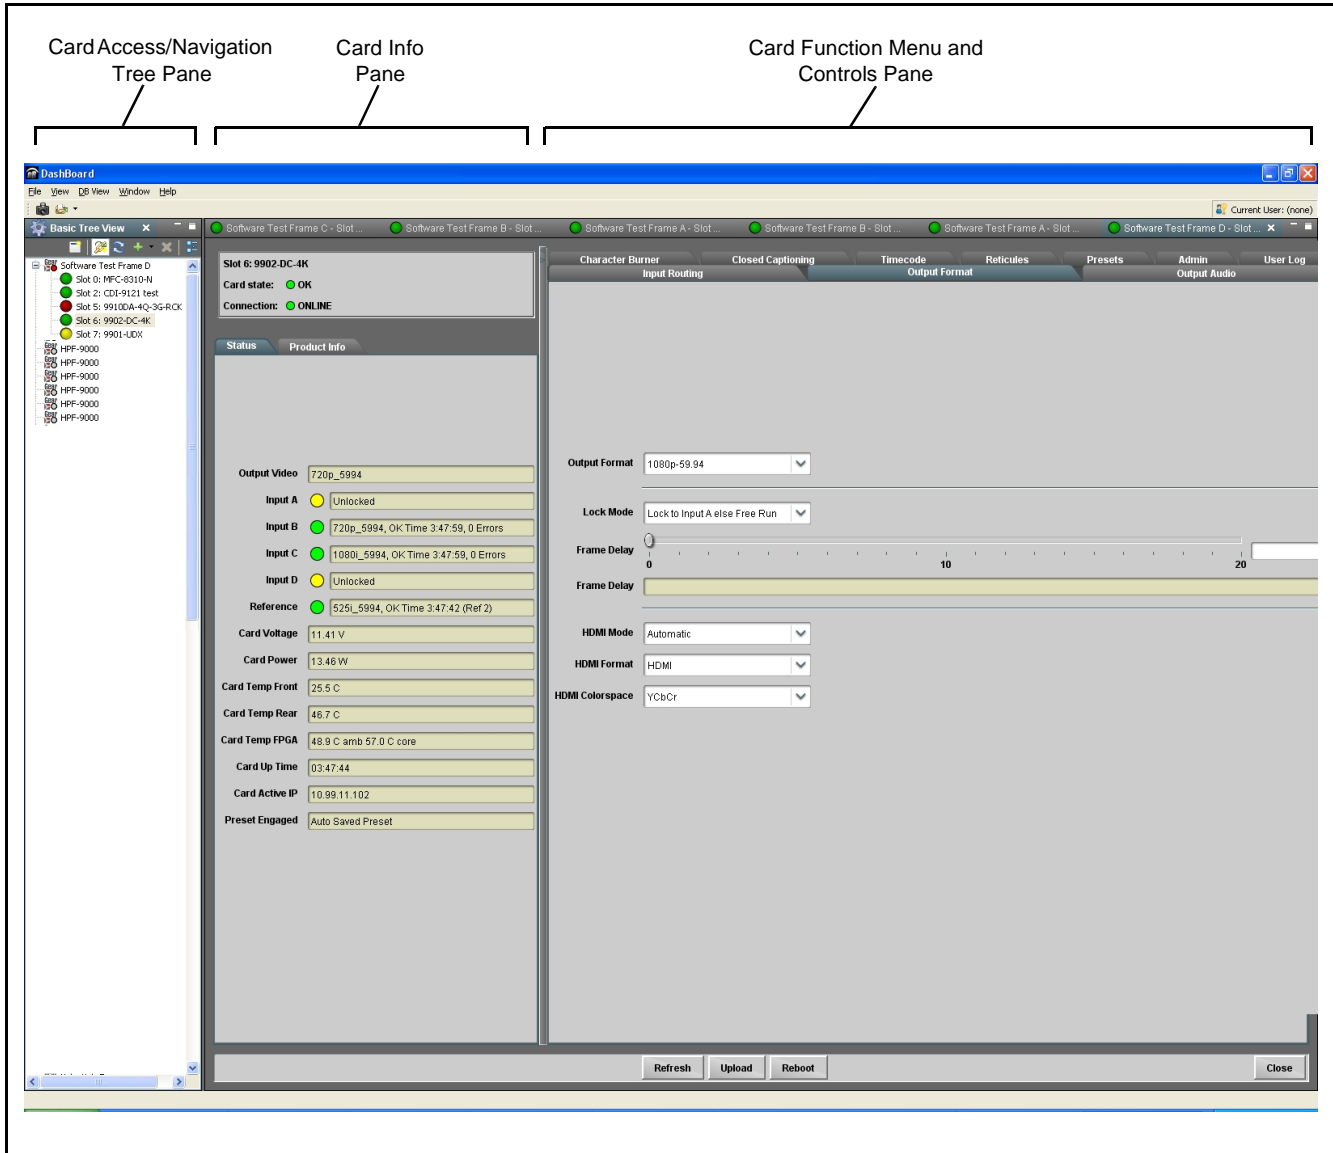 Card Access/Navigation
Tree Pane
Card Info
Pane
Card Function Menu and
Controls Pane
DashBoard
File View DB View Window Help
Current User: (none)
Basic Tree View
Software Test Frame C - Slot ...
Software Test Frame B - Slot ...
Software Test Frame A - Slot ...
Software Test Frame B - Slot ...
Software Test Frame A - Slot ...
Software Test Frame D - Slot ...
Software Test Frame D
Slot 0: MFC-8310-N
Slot 2: CDI-9121 test
Slot 5: 9910DA-4Q-3G-RCK
Slot 6: 9902-DC-4K
Slot 7: 9901-UDX
HPF-9000
HPF-9000
HPF-9000
HPF-9000
HPF-9000
HPF-9000
Slot 6: 9902-DC-4K
Card state: OK
Connection: ONLINE
Status Product Info
Output Video 720p_5994
Input A Unlocked
Input B 720p_5994, OK Time 3:47:59, 0 Errors
Input C 1080i_5994, OK Time 3:47:59, 0 Errors
Input D Unlocked
Reference 525i_5994, OK Time 3:47:42 (Ref 2)
Card Voltage 11.41 V
Card Power 13.46 W
Card Temp Front 25.5 C
Card Temp Rear 46.7 C
Card Temp FPGA 48.9 C amb 57.0 C core
Card Up Time 03:47:44
Card Active IP 10.99.11.102
Preset Engaged Auto Saved Preset
Character Burner Closed Captioning Timecode Reticules Presets Admin User Log
Input Routing Output Format Output Audio
Output Format 1080p-59.94
Lock Mode Lock to Input A else Free Run
Frame Delay
0 10 20
Frame Delay
HDMI Mode Automatic
HDMI Format HDMI
HDMI Colorspace YCbCr
Refresh Upload Reboot Close